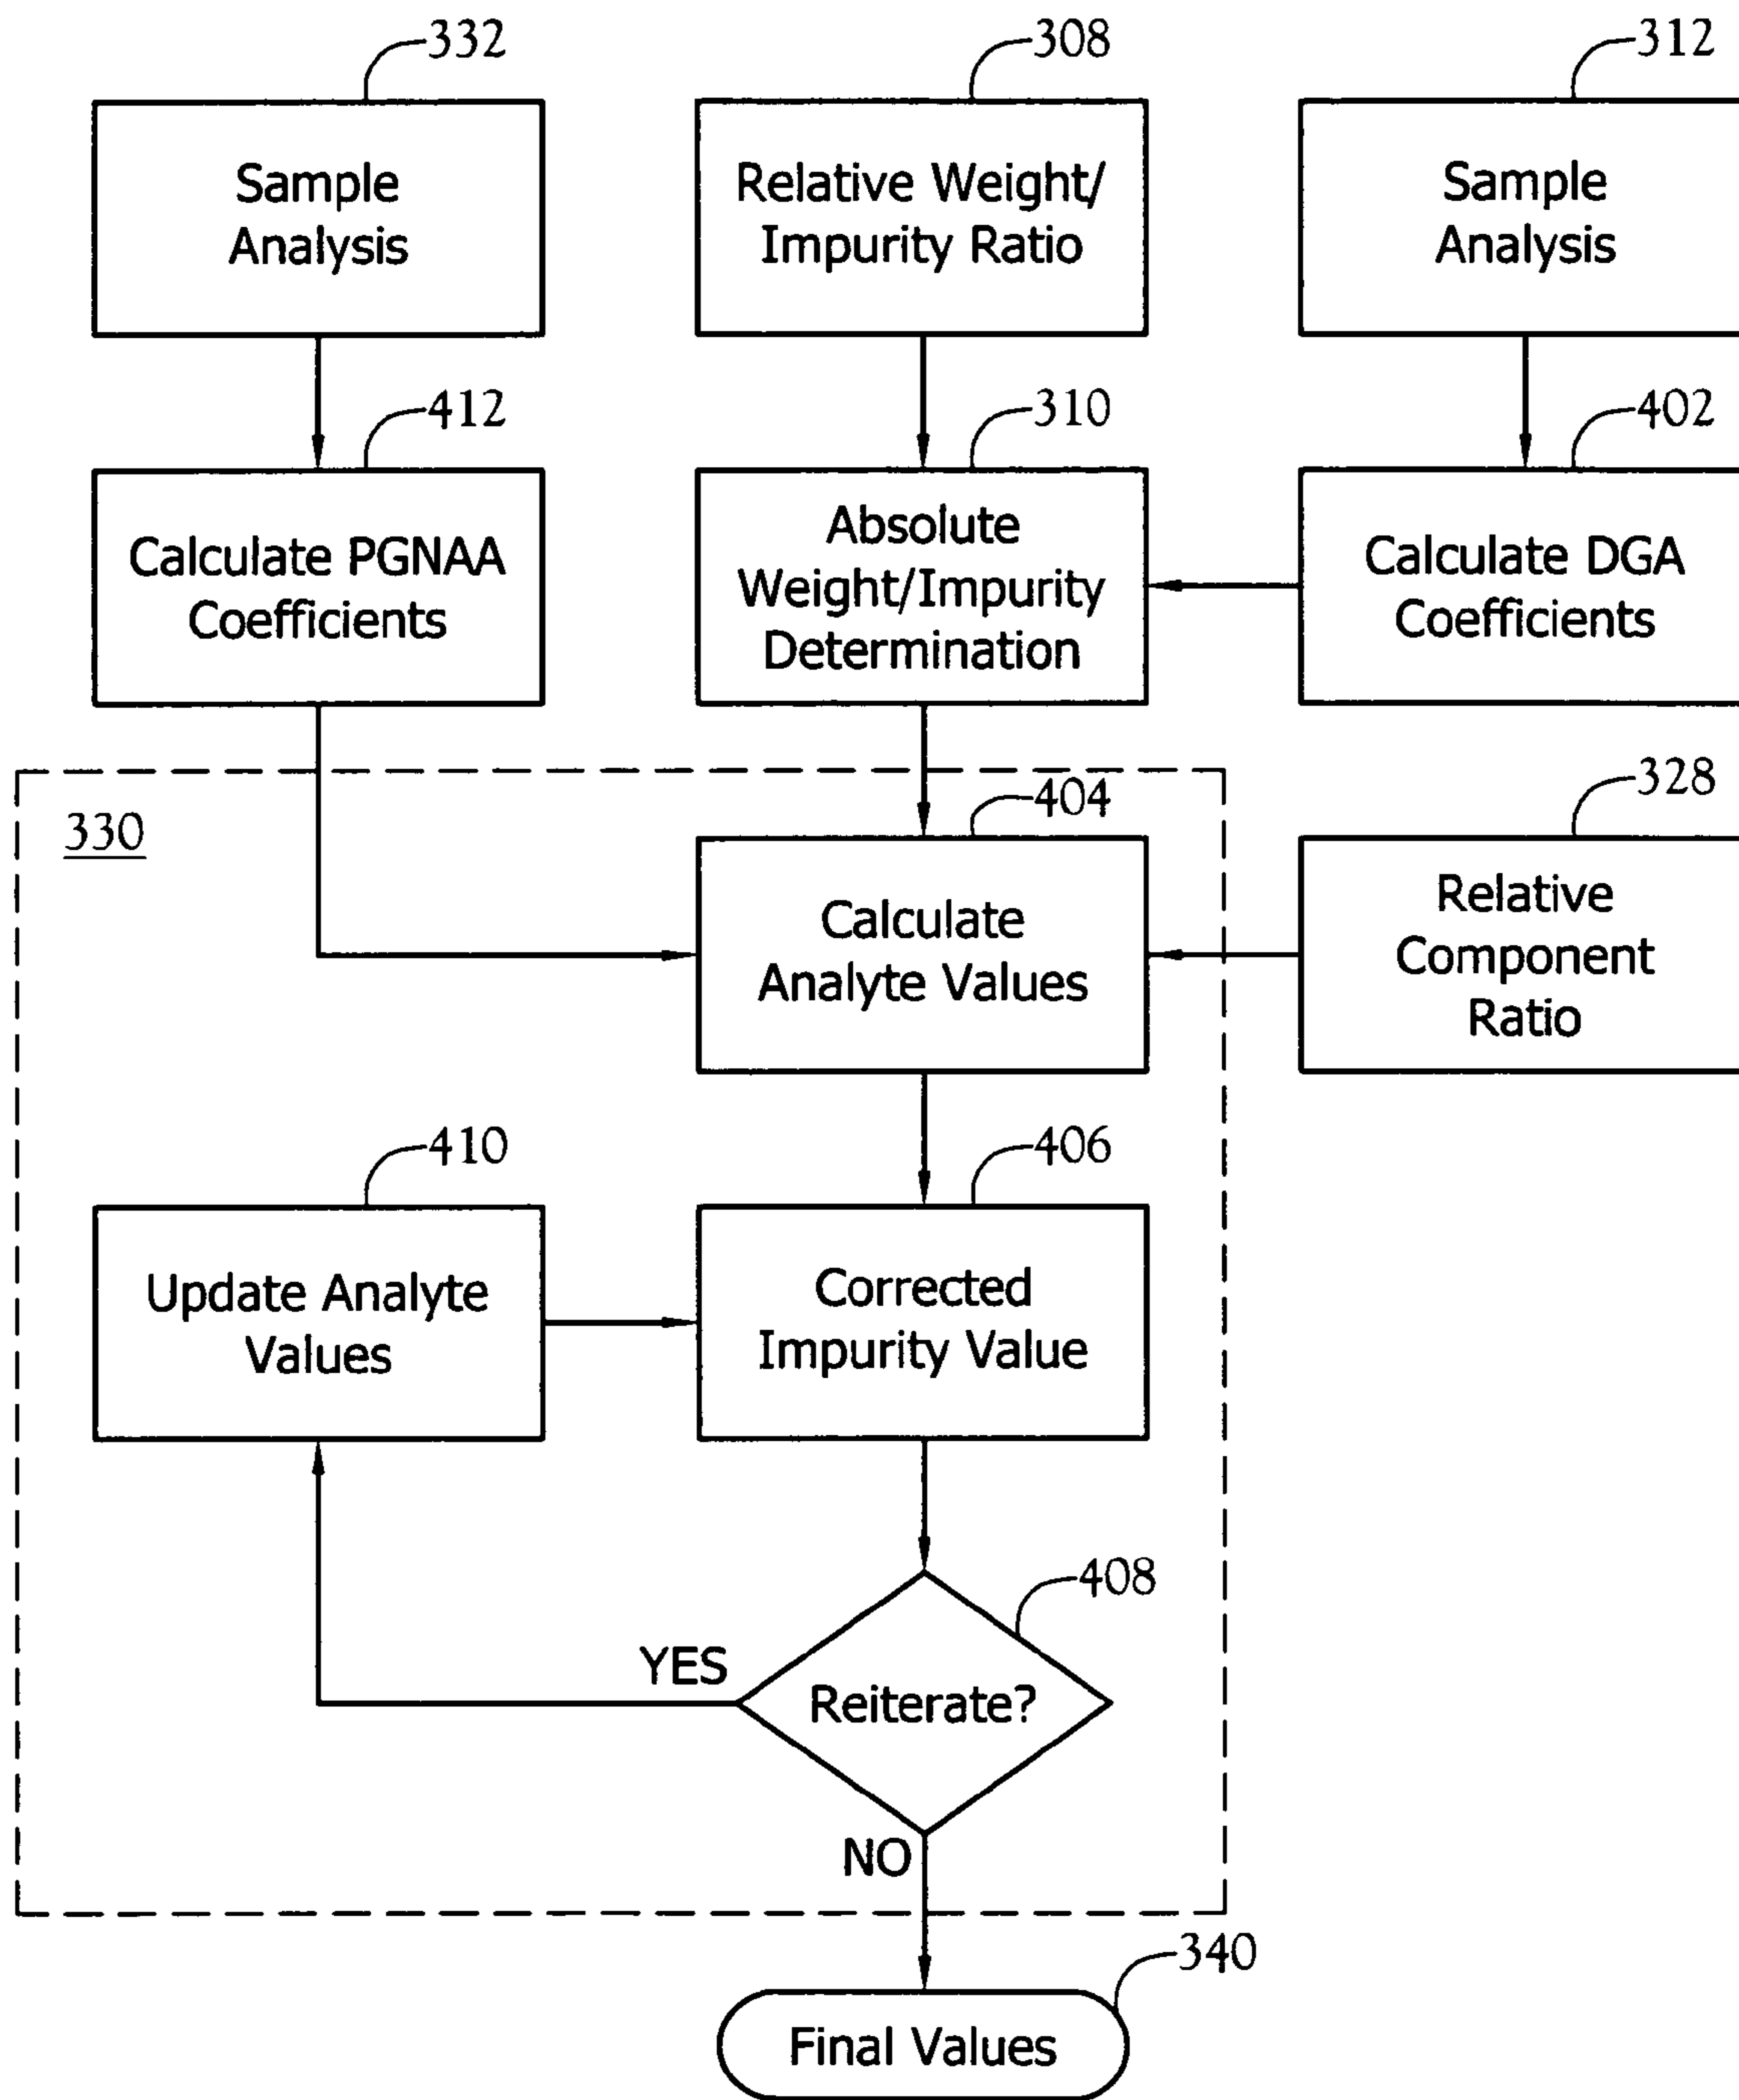 332
308
312
Sample
Analysis
Relative Weight/
Impurity Ratio
Sample
Analysis
412
310
402
Calculate PGNAA
Coefficients
Absolute
Weight/Impurity
Determination
Calculate DGA
Coefficients
330
404
328
Calculate
Analyte Values
Relative
Component
Ratio
410
406
Update Analyte
Values
Corrected
Impurity Value
408
YES
Reiterate?
NO
340
Final Values